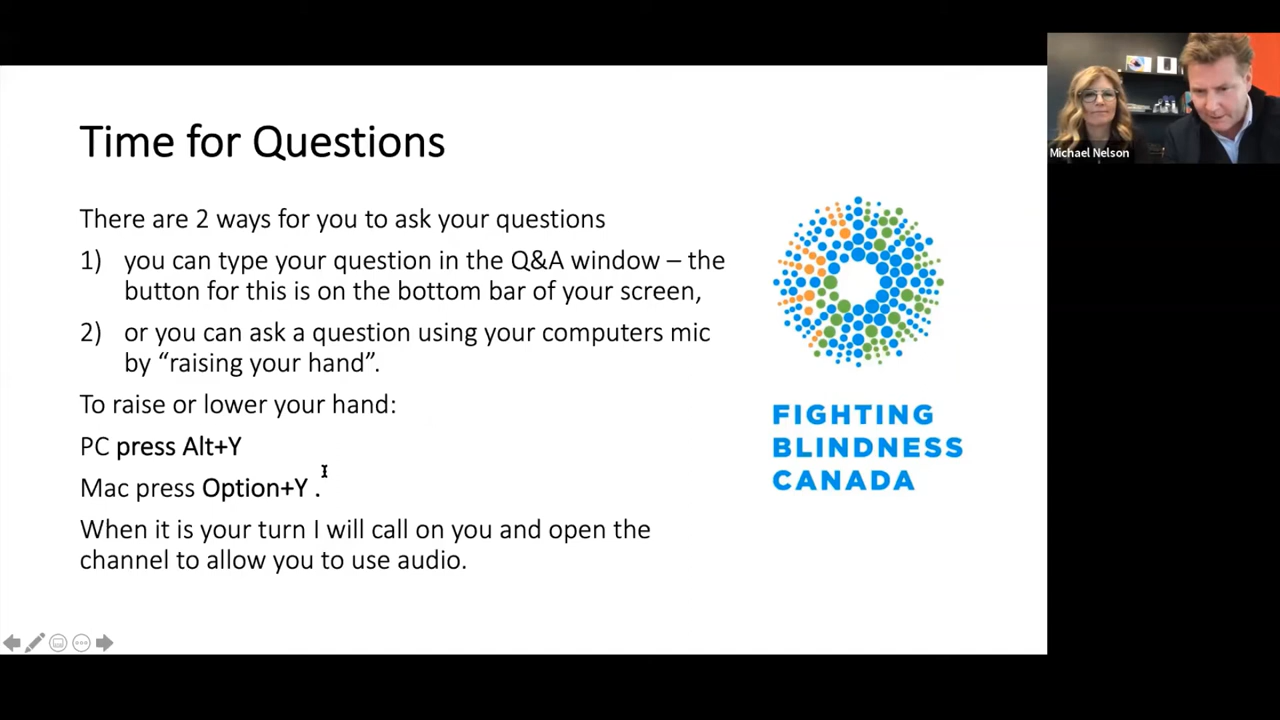 Time for Questions
There are 2 ways for you to ask your questions
1) you can type your question in the Q&A window – the
button for this is on the bottom bar of your screen,
2) or you can ask a question using your computers mic
by “raising your hand”.
To raise or lower your hand:
PC press Alt+Y
Mac press Option+Y .
When it is your turn I will call on you and open the
channel to allow you to use audio.
FIGHTING
BLINDNESS
CANADA
Michael Nelson